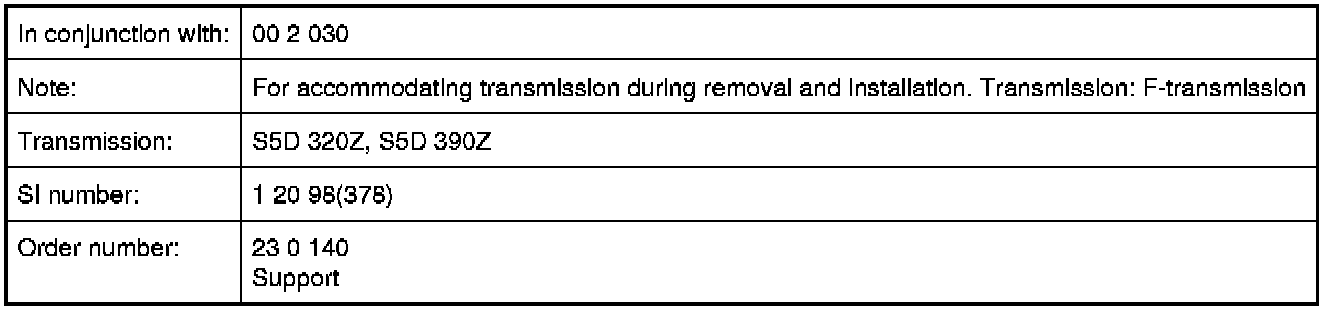 In conjunction with: 00 2 030
Note: For accommodating transmission during removal and installation. Transmission: F-transmission
Transmission: S5D 320Z, S5D 390Z
SI number: 1 20 98(378)
Order number: 23 0 140
Support